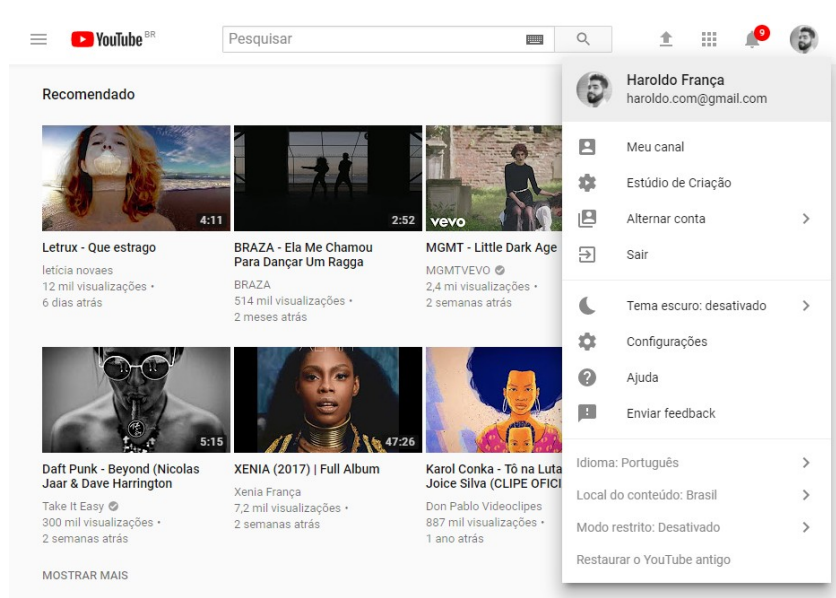 YouTube BR
Pesquisar
9
Haroldo França
haroldo.com@gmail.com
Meu canal
Estúdio de Criação
Alternar conta
Sair
Tema escuro: desativado
Configurações
Ajuda
Enviar feedback
Idioma: Português
Local do conteúdo: Brasil
Modo restrito: Desativado
Restaurar o YouTube antigo
Recomendado
4:11
Letrux - Que estrago
letícia novaes
12 mil visualizações •
6 dias atrás
2:52
BRAZA - Ela Me Chamou
Para Dançar Um Ragga
BRAZA
514 mil visualizações •
2 meses atrás
vevo
MGMT - Little Dark Age
MGMTVEVO
2,4 mi visualizações •
2 semanas atrás
5:15
Daft Punk - Beyond (Nicolas
Jaar & Dave Harrington
Take It Easy
300 mil visualizações •
2 semanas atrás
47:26
XENIA (2017) | Full Album
Xenia França
7,2 mil visualizações •
2 semanas atrás
Karol Conka - Tô na Luta
Joice Silva (CLIPE OFICI
Don Pablo Videoclipes
887 mil visualizações •
1 ano atrás
MOSTRAR MAIS